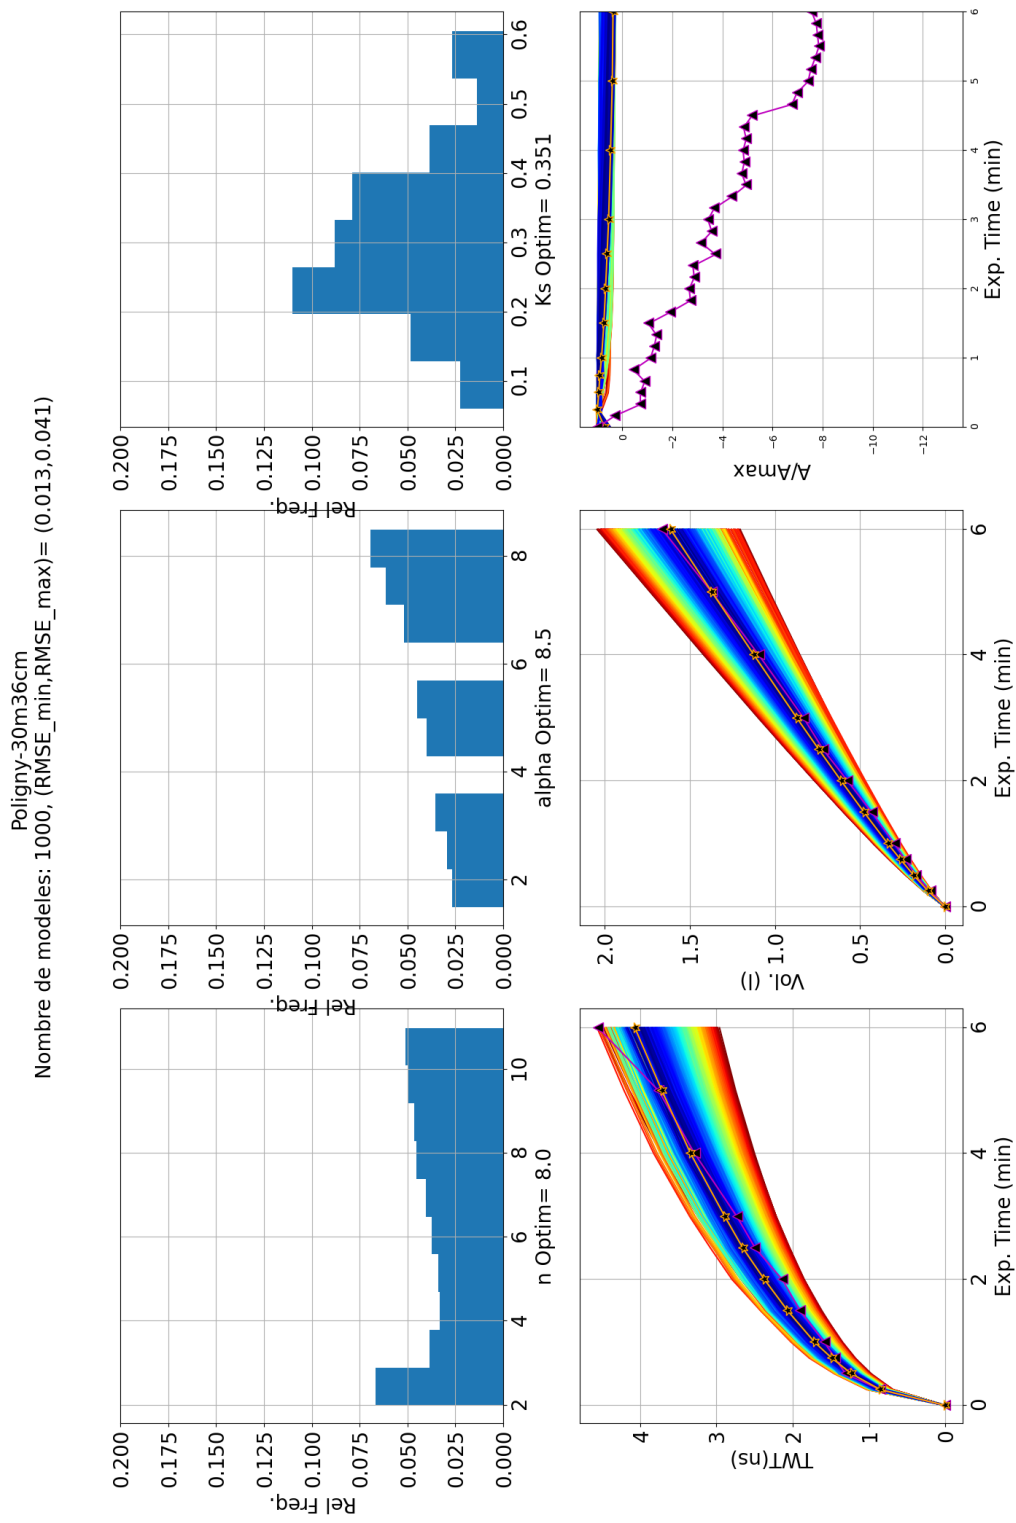 Poligny-30m36cm
Nombre de modeles: 1000, (RMSE_min,RMSE_max)= (0.013,0.041)
0.200
0.175
0.150
0.125
0.100
0.075
0.050
0.025
0.000
Rel Freq.
2 4 6 8 10
n Optim= 8.0
0.200
0.175
0.150
0.125
0.100
0.075
0.050
0.025
0.000
Rel Freq.
2 4 6 8
alpha Optim= 8.5
0.200
0.175
0.150
0.125
0.100
0.075
0.050
0.025
0.000
Rel Freq.
0.1 0.2 0.3 0.4 0.5 0.6
Ks Optim= 0.351
4
3
2
1
0
TWT(ns)
0 2 4 6
Exp. Time (min)
2.0
1.5
1.0
0.5
0.0
Vol. (l)
0 2 4 6
Exp. Time (min)
0
−2
−4
−6
−8
−10
−12
A/Amax
0 1 2 3 4 5 6
Exp. Time (min)